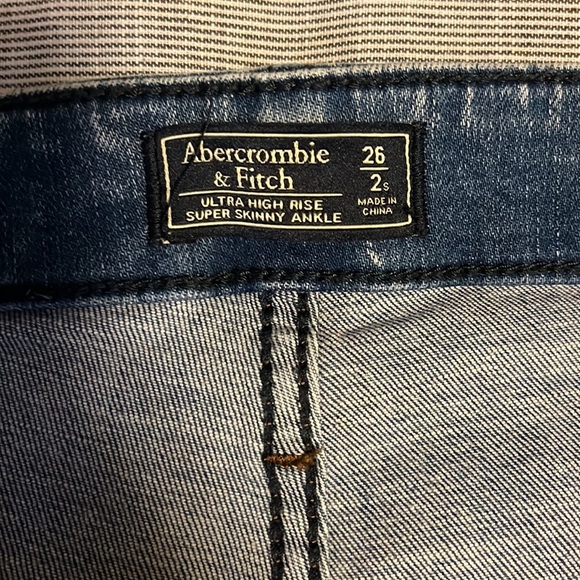 Abercrombie
& Fitch
ULTRA HIGH RISE
SUPER SKINNY ANKLE
26
2s
MADE IN
CHINA